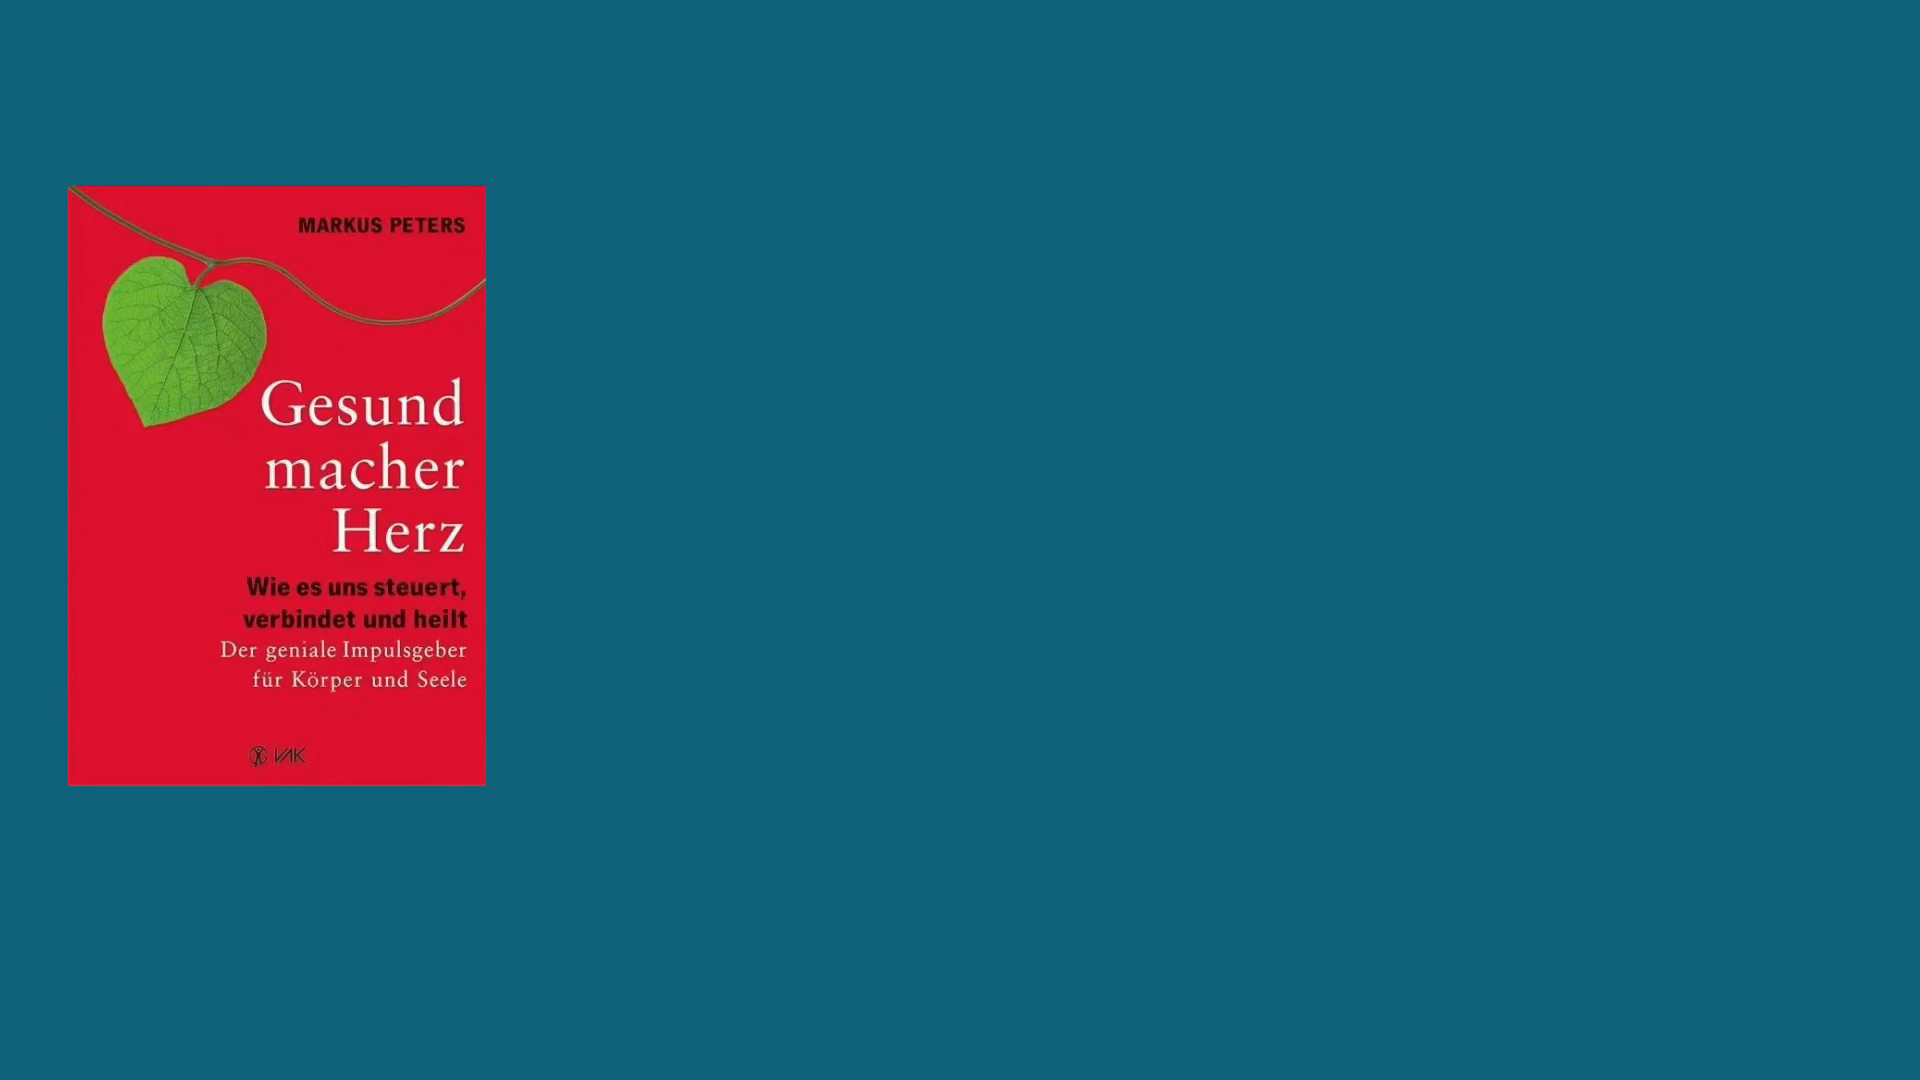 MARKUS PETERS
Gesund
macher
Herz
Wie es uns steuert,
verbindet und heilt
Der geniale Impulsgeber
für Körper und Seele
VAK